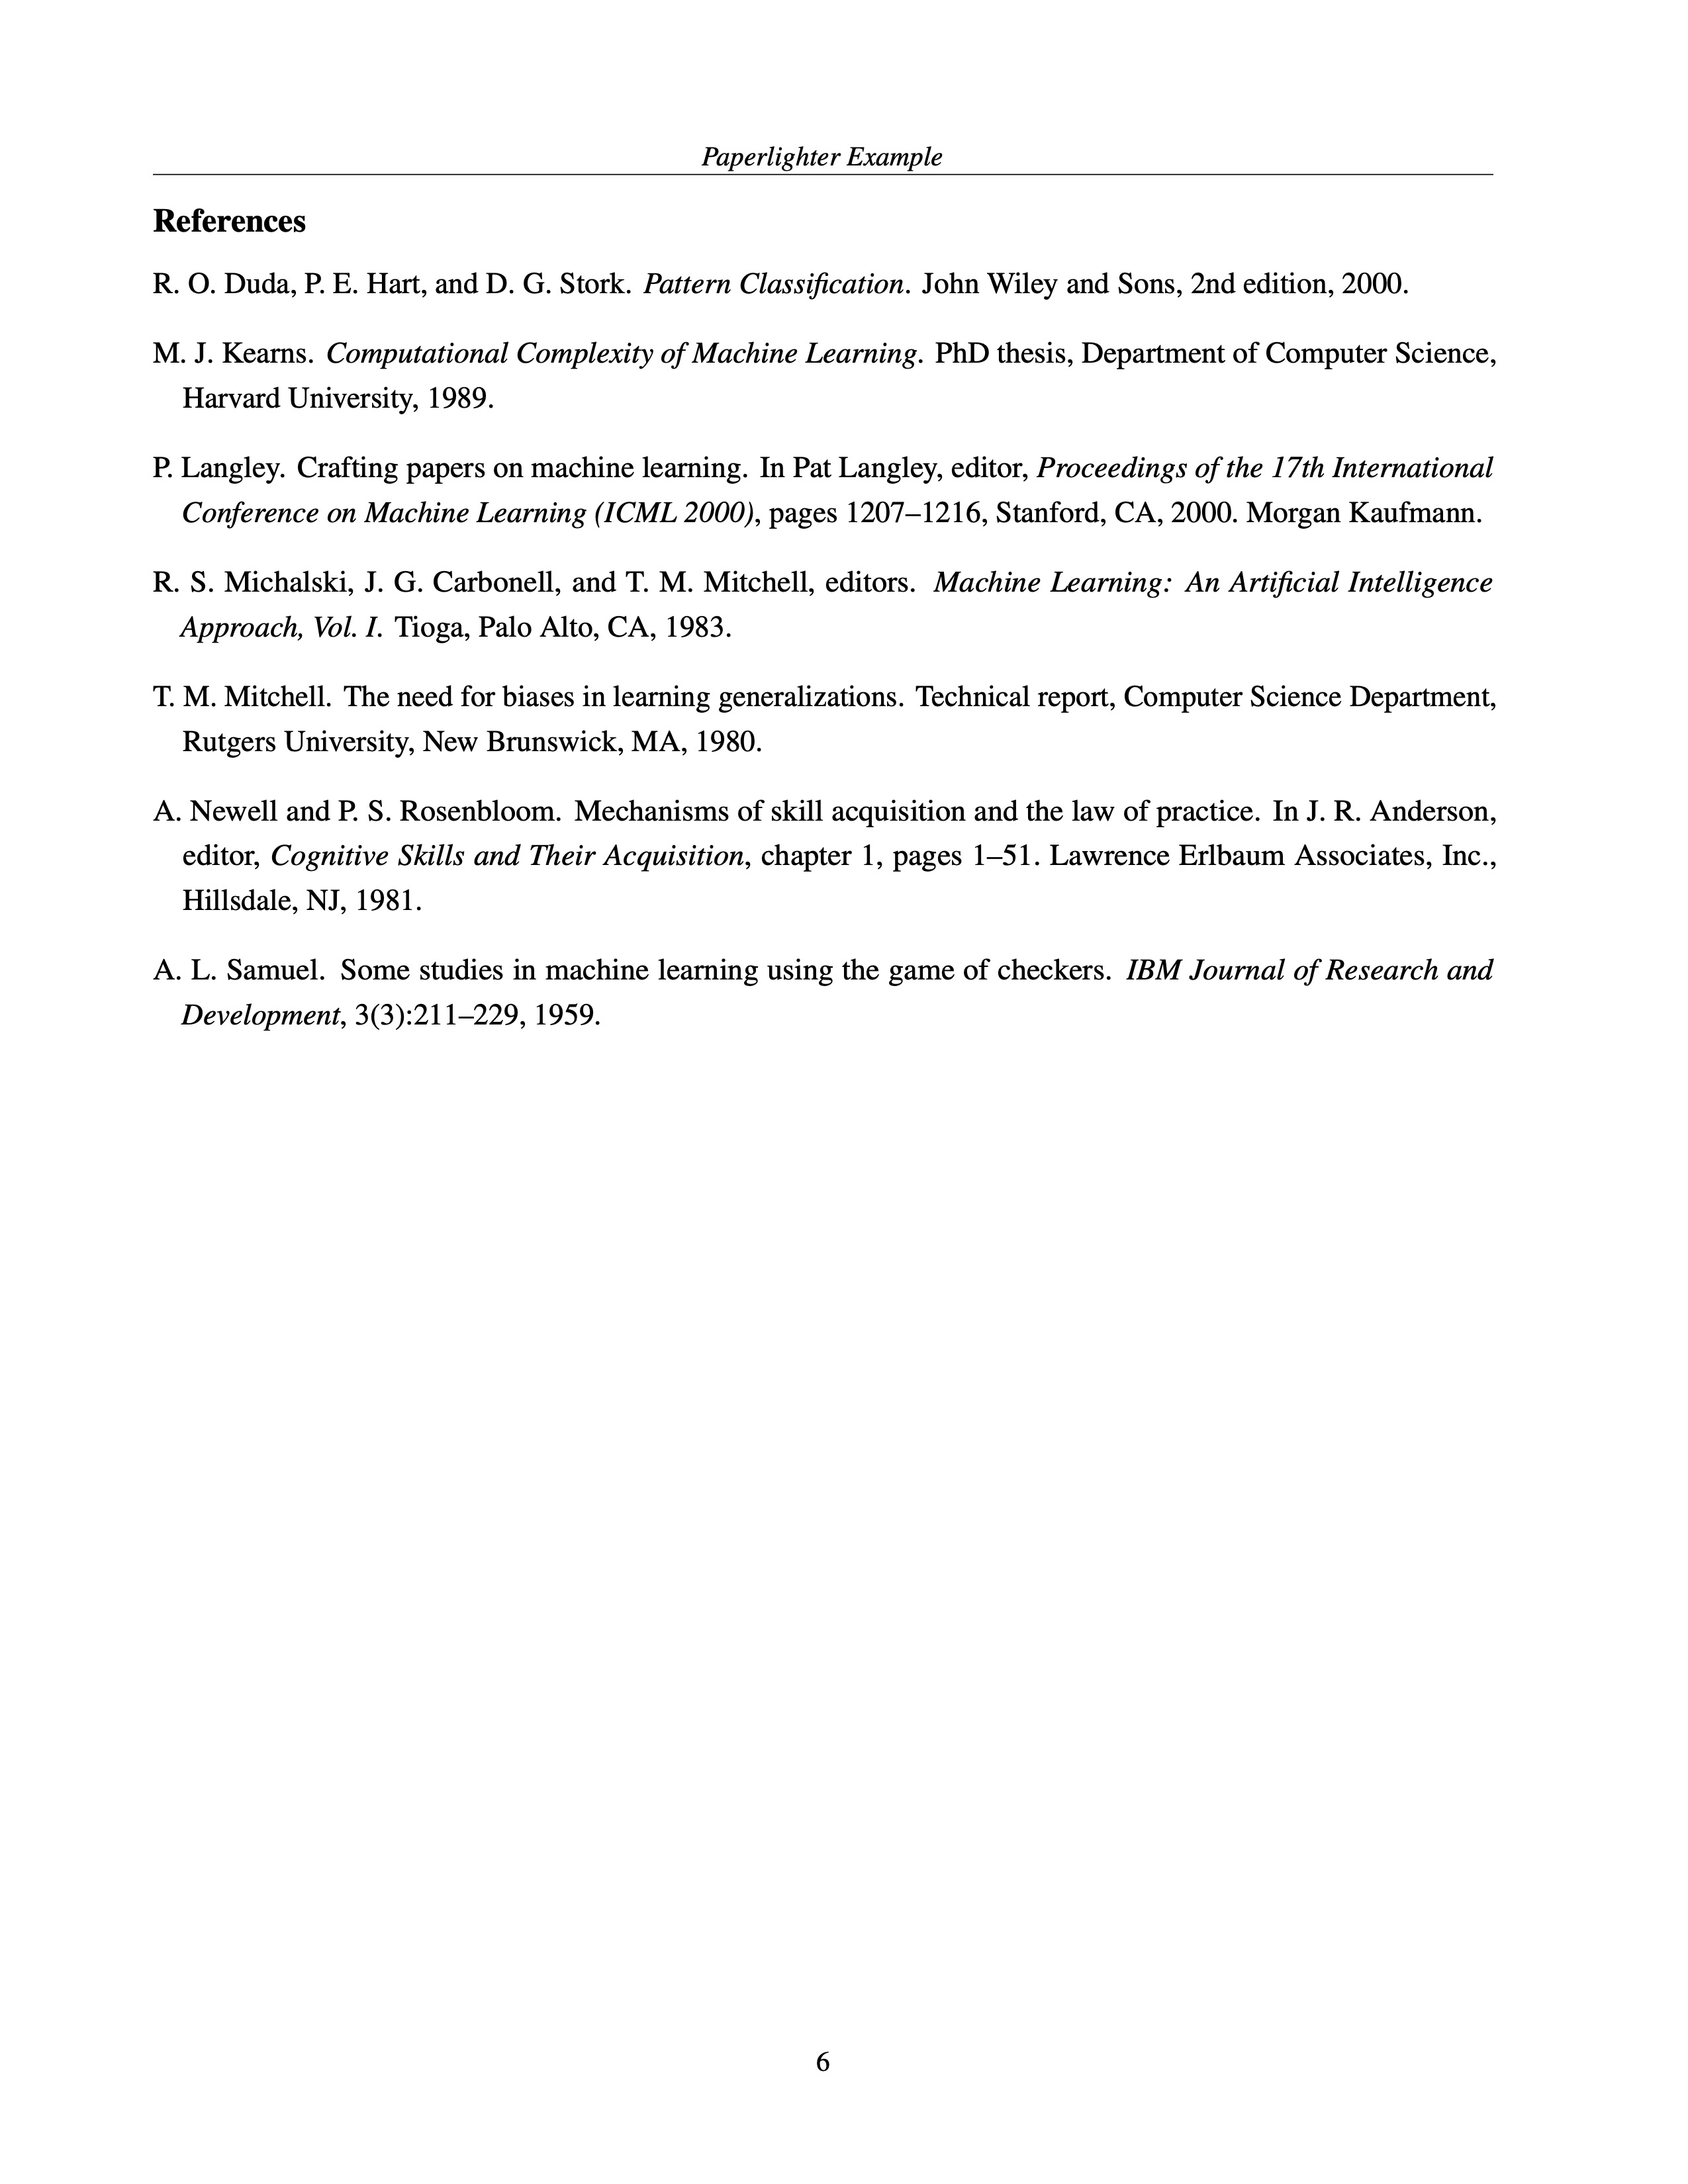 Paperlighter Example
References
R. O. Duda, P. E. Hart, and D. G. Stork. Pattern Classification. John Wiley and Sons, 2nd edition, 2000.
M. J. Kearns. Computational Complexity of Machine Learning. PhD thesis, Department of Computer Science,
Harvard University, 1989.
P. Langley. Crafting papers on machine learning. In Pat Langley, editor, Proceedings of the 17th International
Conference on Machine Learning (ICML 2000), pages 1207–1216, Stanford, CA, 2000. Morgan Kaufmann.
R. S. Michalski, J. G. Carbonell, and T. M. Mitchell, editors. Machine Learning: An Artificial Intelligence
Approach, Vol. I. Tioga, Palo Alto, CA, 1983.
T. M. Mitchell. The need for biases in learning generalizations. Technical report, Computer Science Department,
Rutgers University, New Brunswick, MA, 1980.
A. Newell and P. S. Rosenbloom. Mechanisms of skill acquisition and the law of practice. In J. R. Anderson,
editor, Cognitive Skills and Their Acquisition, chapter 1, pages 1–51. Lawrence Erlbaum Associates, Inc.,
Hillsdale, NJ, 1981.
A. L. Samuel. Some studies in machine learning using the game of checkers. IBM Journal of Research and
Development, 3(3):211–229, 1959.
6